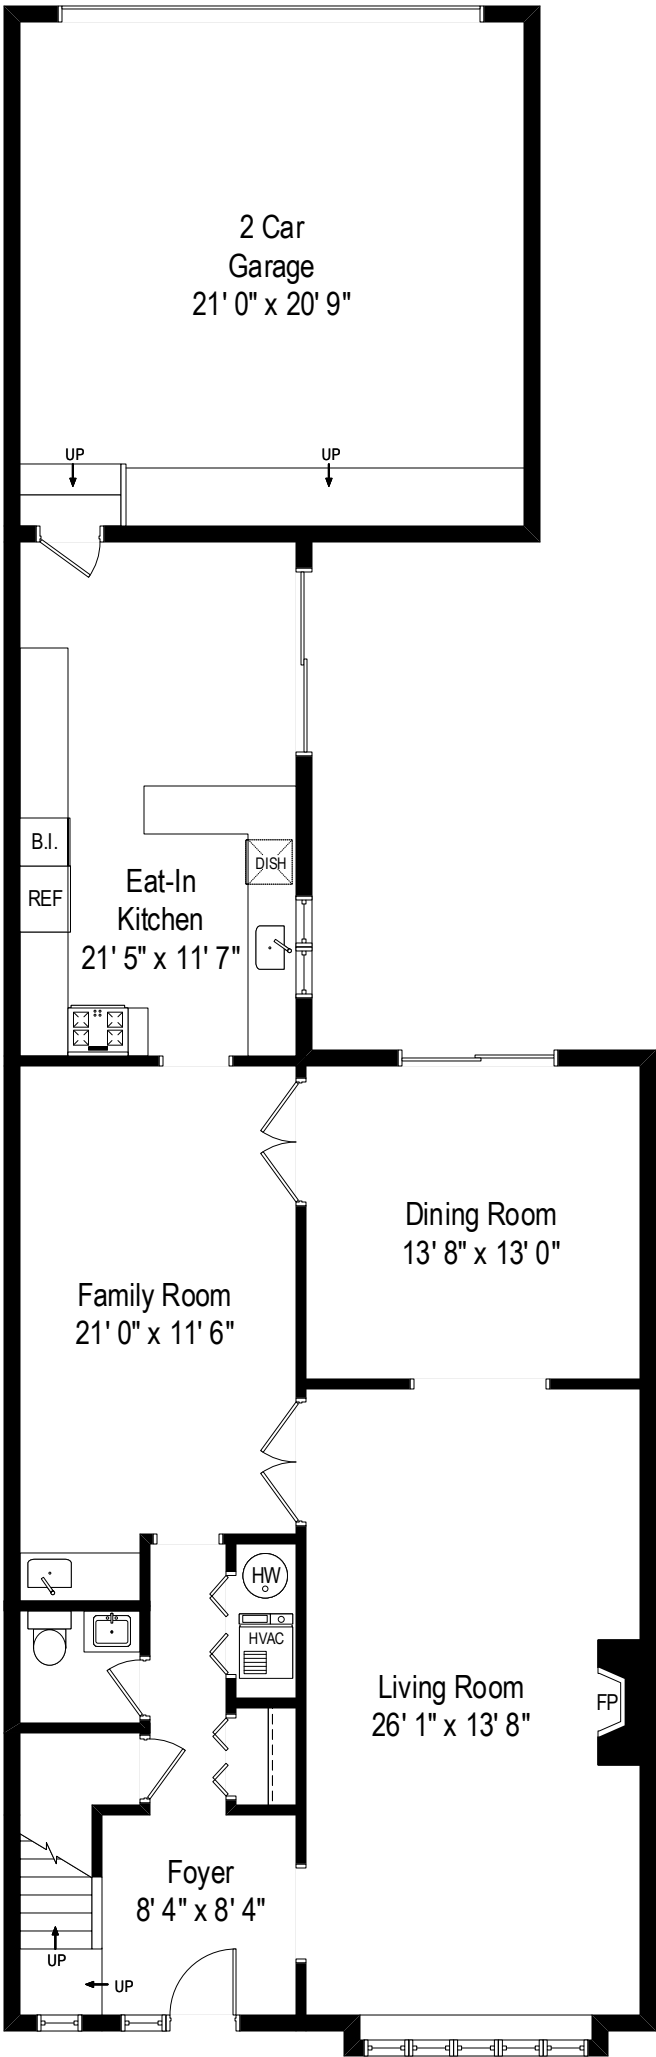 2 Car
Garage
21' 0" x 20' 9"
UP
UP
B.I.
REF
DISH
Eat-In
Kitchen
21' 5" x 11' 7"
Dining Room
13' 8" x 13' 0"
Family Room
21' 0" x 11' 6"
HW
HVAC
Living Room
26' 1" x 13' 8"
FP
Foyer
8' 4" x 8' 4"
UP
UP